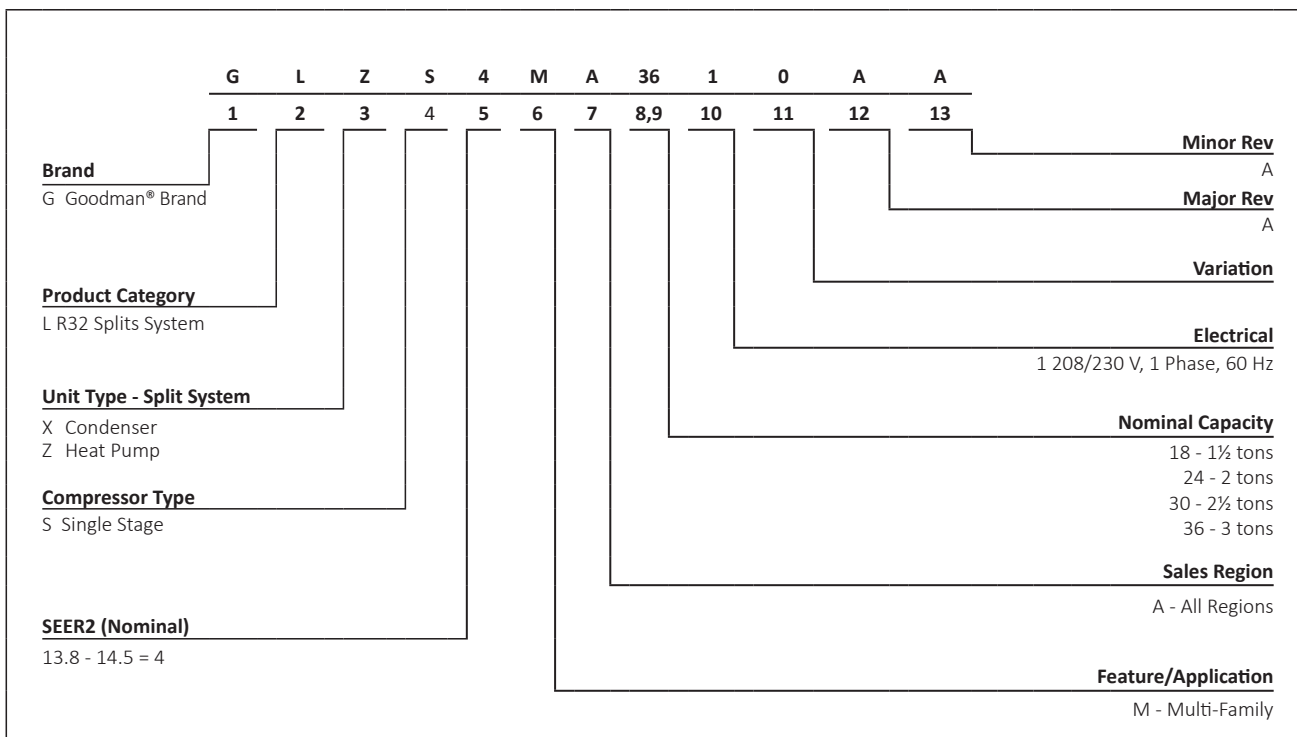 G L Z S 4 M A 36 1 0 A A
1 2 3 4 5 6 7 8,9 10 11 12 13
Brand
G Goodman® Brand
Product Category
L R32 Splits System
Unit Type - Split System
X Condenser
Z Heat Pump
Compressor Type
S Single Stage
SEER2 (Nominal)
13.8 - 14.5 = 4
Minor Rev
A
Major Rev
A
Variation
Electrical
1 208/230 V, 1 Phase, 60 Hz
Nominal Capacity
18 - 1½ tons
24 - 2 tons
30 - 2½ tons
36 - 3 tons
Sales Region
A - All Regions
Feature/Application
M - Multi-Family